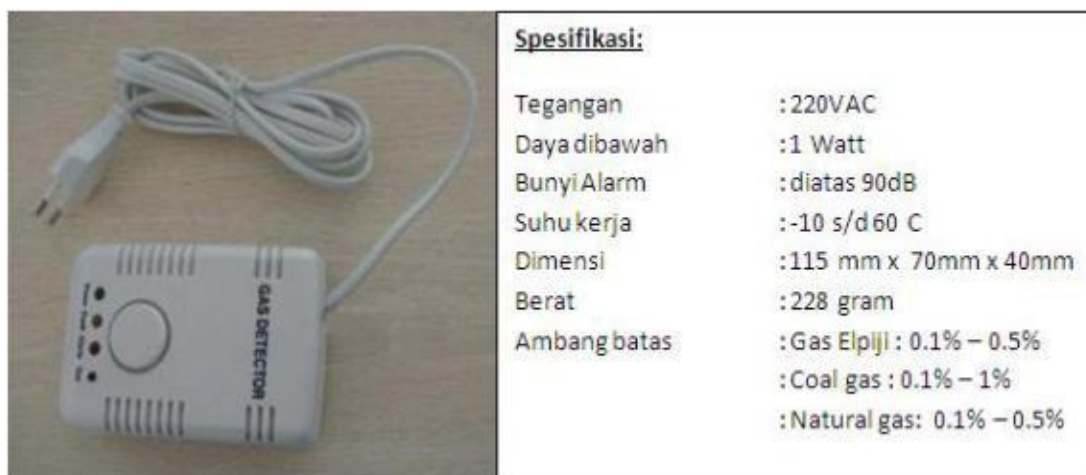 GAS DETECTOR
Spesifikasi:
Tegangan : 220VAC
Daya dibawah : 1 Watt
Bunyi Alarm : diatas 90dB
Suhu kerja : -10 s/d 60 C
Dimensi : 115 mm x 70mm x 40mm
Berat : 228 gram
Ambang batas : Gas Elpiji : 0.1% – 0.5%
: Coal gas : 0.1% – 1%
: Natural gas: 0.1% – 0.5%